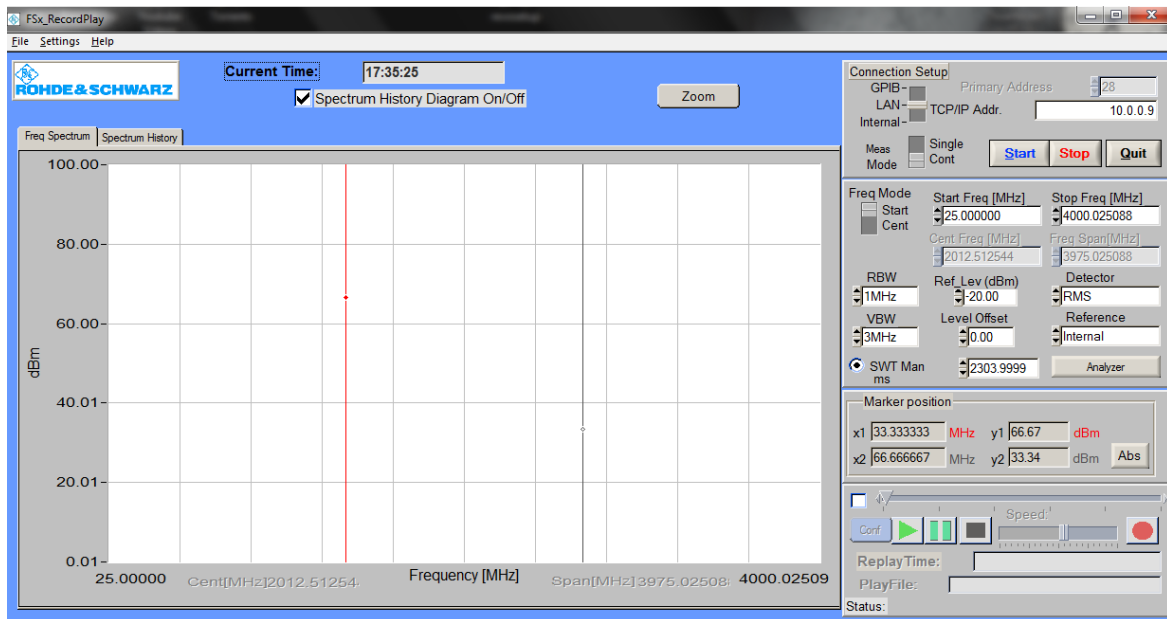 FSx_RecordPlay
File Settings Help
ROHDE & SCHWARZ
Current Time: 17:35:25
Spectrum History Diagram On/Off
Zoom
Freq Spectrum Spectrum History
100.00
80.00
60.00
40.01
20.01
0.01
dBm
25.00000 Cent[MHz] 2012.51254 Frequency [MHz] Span[MHz] 3975.02508 4000.02509
Connection Setup
GPIB
LAN
Internal
Primary Address 28
TCP/IP Addr. 10.0.0.9
Meas Mode
Single
Cont
Start Stop Quit
Freq Mode
Start
Cent
Start Freq [MHz] Stop Freq [MHz]
25.000000 4000.025088
Cent Freq [MHz] Freq Span[MHz]
2012.512544 3975.025088
RBW Ref_Lev (dBm) Detector
1MHz -20.00 RMS
VBW Level Offset Reference
3MHz 0.00 Internal
SWT Man ms 2303.9999 Analyzer
Marker position
x1 33.333333 MHz y1 66.67 dBm
x2 66.666667 MHz y2 33.34 dBm Abs
Speed:
Conf
ReplayTime:
PlayFile:
Status: